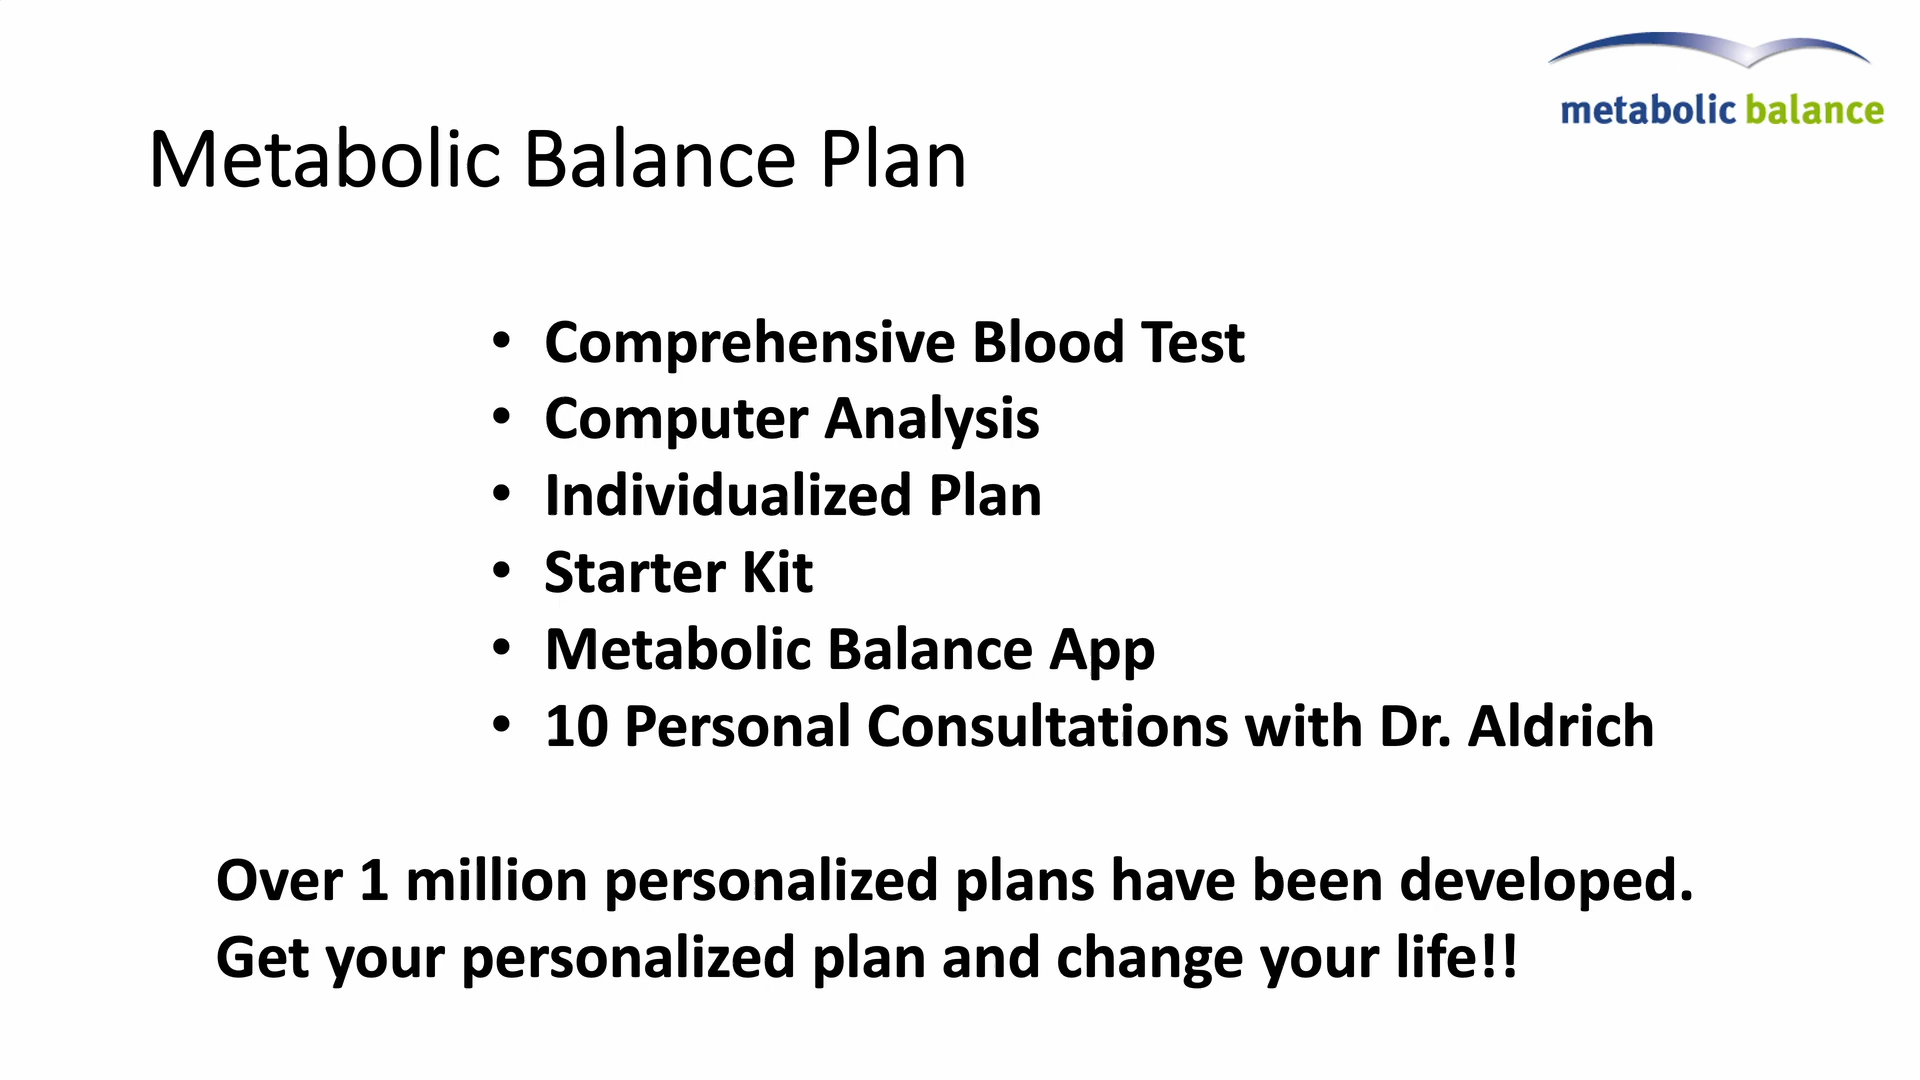 metabolic balance
Metabolic Balance Plan
• Comprehensive Blood Test
• Computer Analysis
• Individualized Plan
• Starter Kit
• Metabolic Balance App
• 10 Personal Consultations with Dr. Aldrich
Over 1 million personalized plans have been developed.
Get your personalized plan and change your life!!